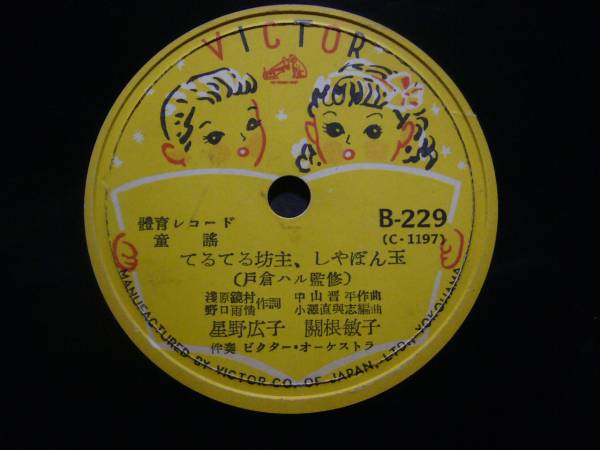 VICTOR
體育レコード
童謠
B-229
(C-1197)
てるてる坊主、しやぼん玉
(戸倉ハル監修)
淺原鏡村 作詞 中山晋平作曲
野口雨情 小澤直與志編曲
星野広子 關根敏子
伴奏 ビクター・オーケストラ
MANUFACTURED BY VICTOR CO. OF JAPAN, LTD., YOKOHAMA